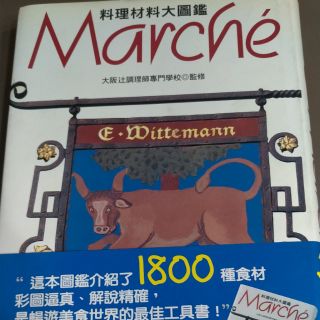 料理材料大圖鑑
Marché
大阪辻調理師專門學校◎監修
E·Wittemann
“這本圖鑑介紹了1800種食材
彩圖逼真、解說精確，
是暢遊美食世界的最佳工具書！”
料理材料大圖鑑
Marché